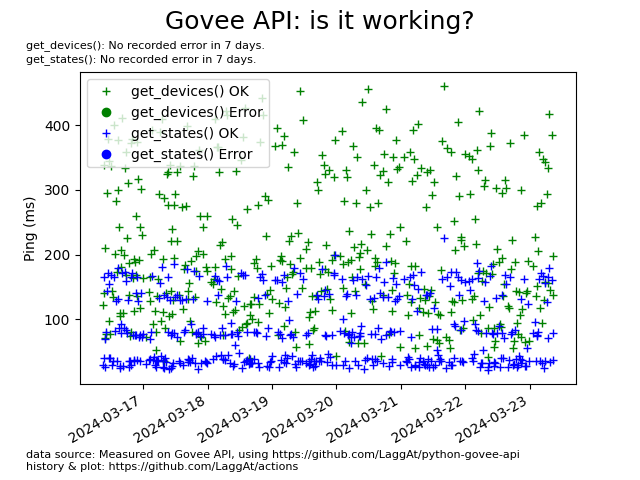 Govee API: is it working?
get_devices(): No recorded error in 7 days.
get_states(): No recorded error in 7 days.
get_devices() OK
get_devices() Error
get_states() OK
get_states() Error
400
300
200
100
Ping (ms)
2024-03-17
2024-03-18
2024-03-19
2024-03-20
2024-03-21
2024-03-22
2024-03-23
data source: Measured on Govee API, using https://github.com/LaggAt/python-govee-api
history & plot: https://github.com/LaggAt/actions